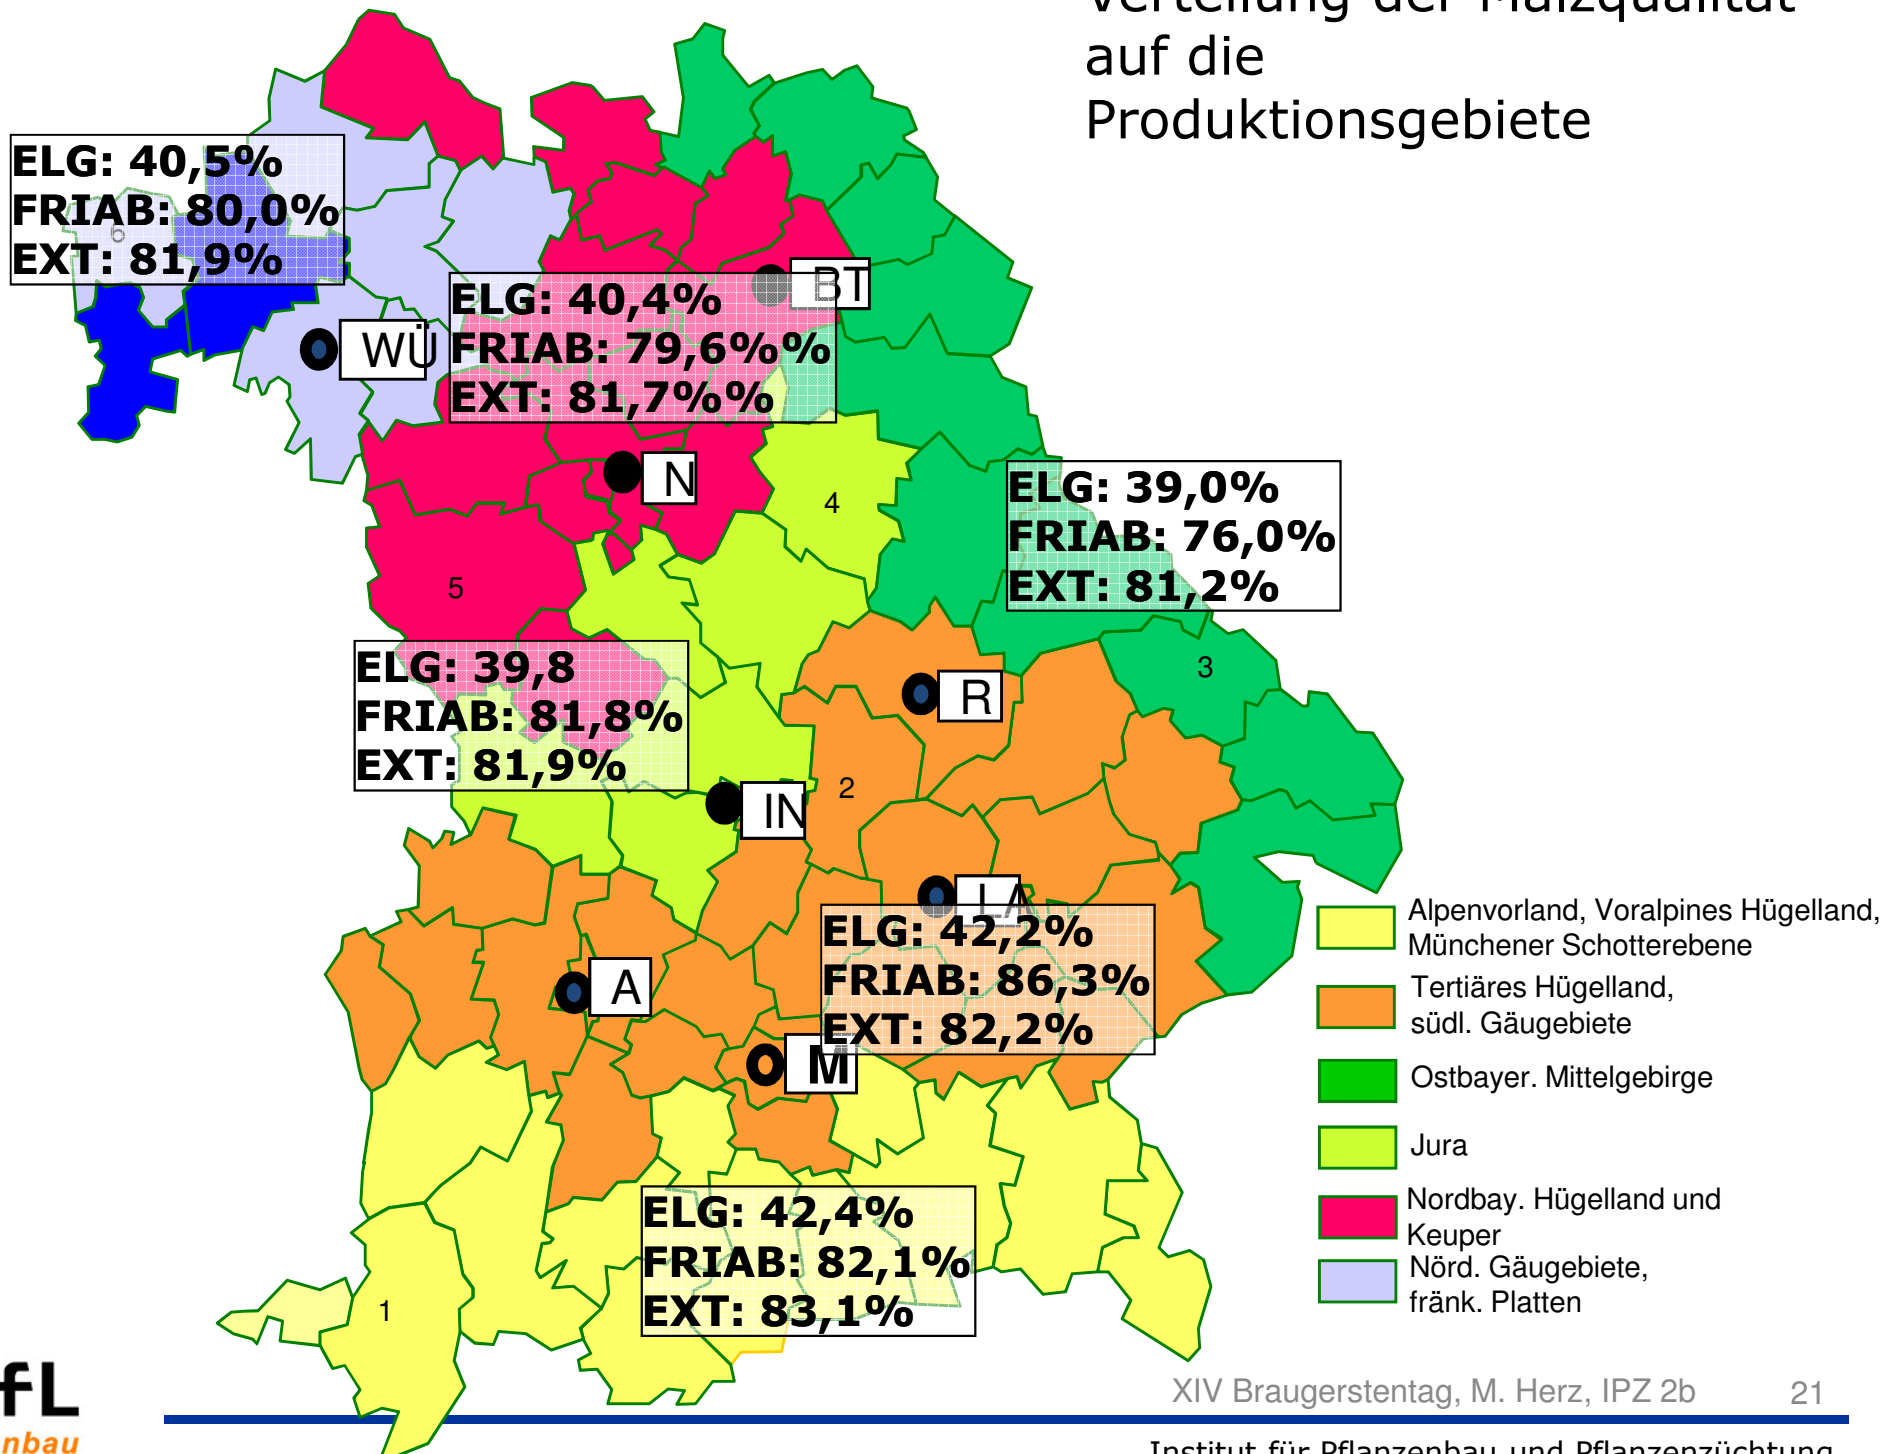 Verteilung der Malzqualität
auf die
Produktionsgebiete
ELG: 40,5%
FRIAB: 80,0%
EXT: 81,9%
6
BT
ELG: 40,4%
FRIAB: 79,6%%
EXT: 81,7%%
WÜ
N
4
ELG: 39,0%
FRIAB: 76,0%
EXT: 81,2%
5
3
ELG: 39,8
FRIAB: 81,8%
EXT: 81,9%
R
2
IN
LA
ELG: 42,2%
FRIAB: 86,3%
EXT: 82,2%
A
M
ELG: 42,4%
FRIAB: 82,1%
EXT: 83,1%
1
Alpenvorland, Voralpines Hügelland,
Münchener Schotterebene
Tertiäres Hügelland,
südl. Gäugebiete
Ostbayer. Mittelgebirge
Jura
Nordbay. Hügelland und
Keuper
Nörd. Gäugebiete,
fränk. Platten
fL
nbau
XIV Braugerstentag, M. Herz, IPZ 2b 21
Institut für Pflanzenbau und Pflanzenzüchtung